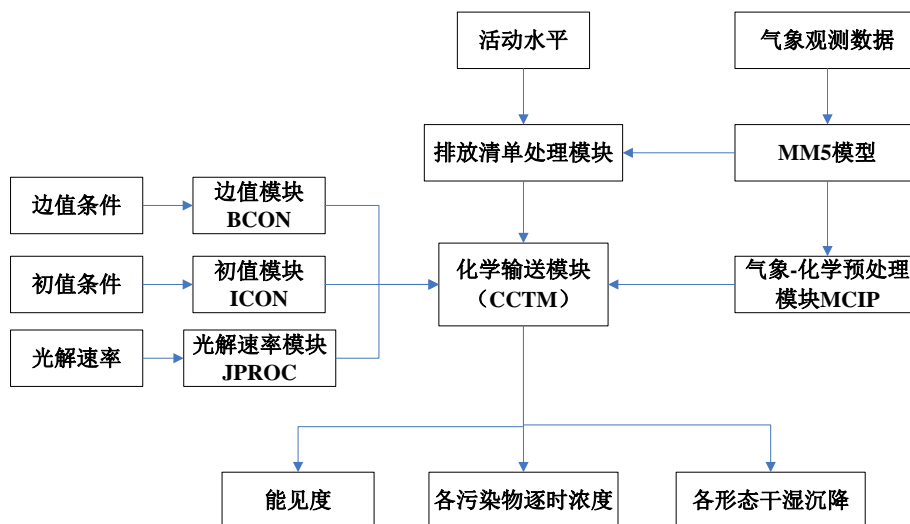 活动水平
气象观测数据
排放清单处理模块
MM5模型
边值条件
边值模块
BCON
初值条件
初值模块
ICON
化学输送模块
（CCTM）
气象-化学预处理
模块MCIP
光解速率
光解速率模块
JPROC
能见度
各污染物逐时浓度
各形态干湿沉降